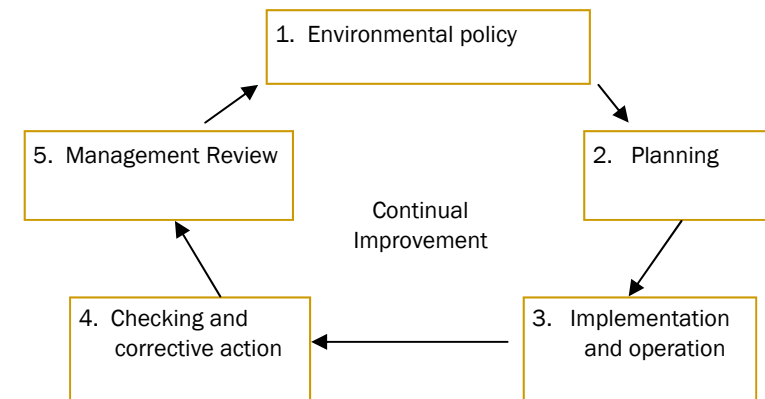 1. Environmental policy
5. Management Review
2. Planning
Continual
Improvement
4. Checking and
corrective action
3. Implementation
and operation